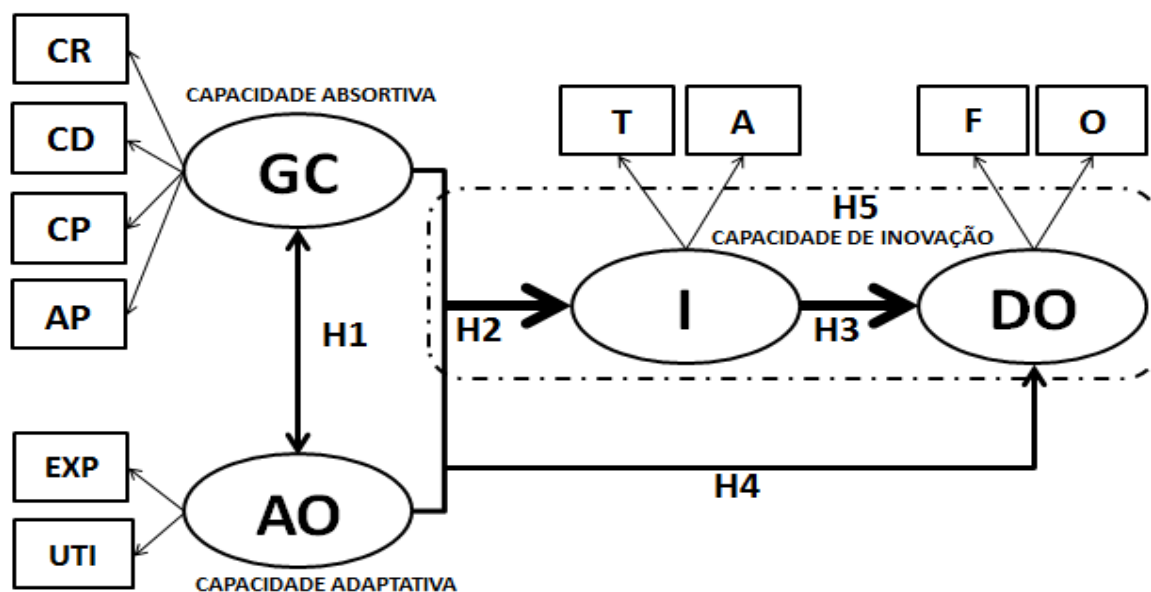 CR
CD
CP
AP
CAPACIDADE ABSORTIVA
GC
H1
EXP
UTI
AO
CAPACIDADE ADAPTATIVA
T
A
F
O
H5
CAPACIDADE DE INOVAÇÃO
H2
I
H3
DO
H4